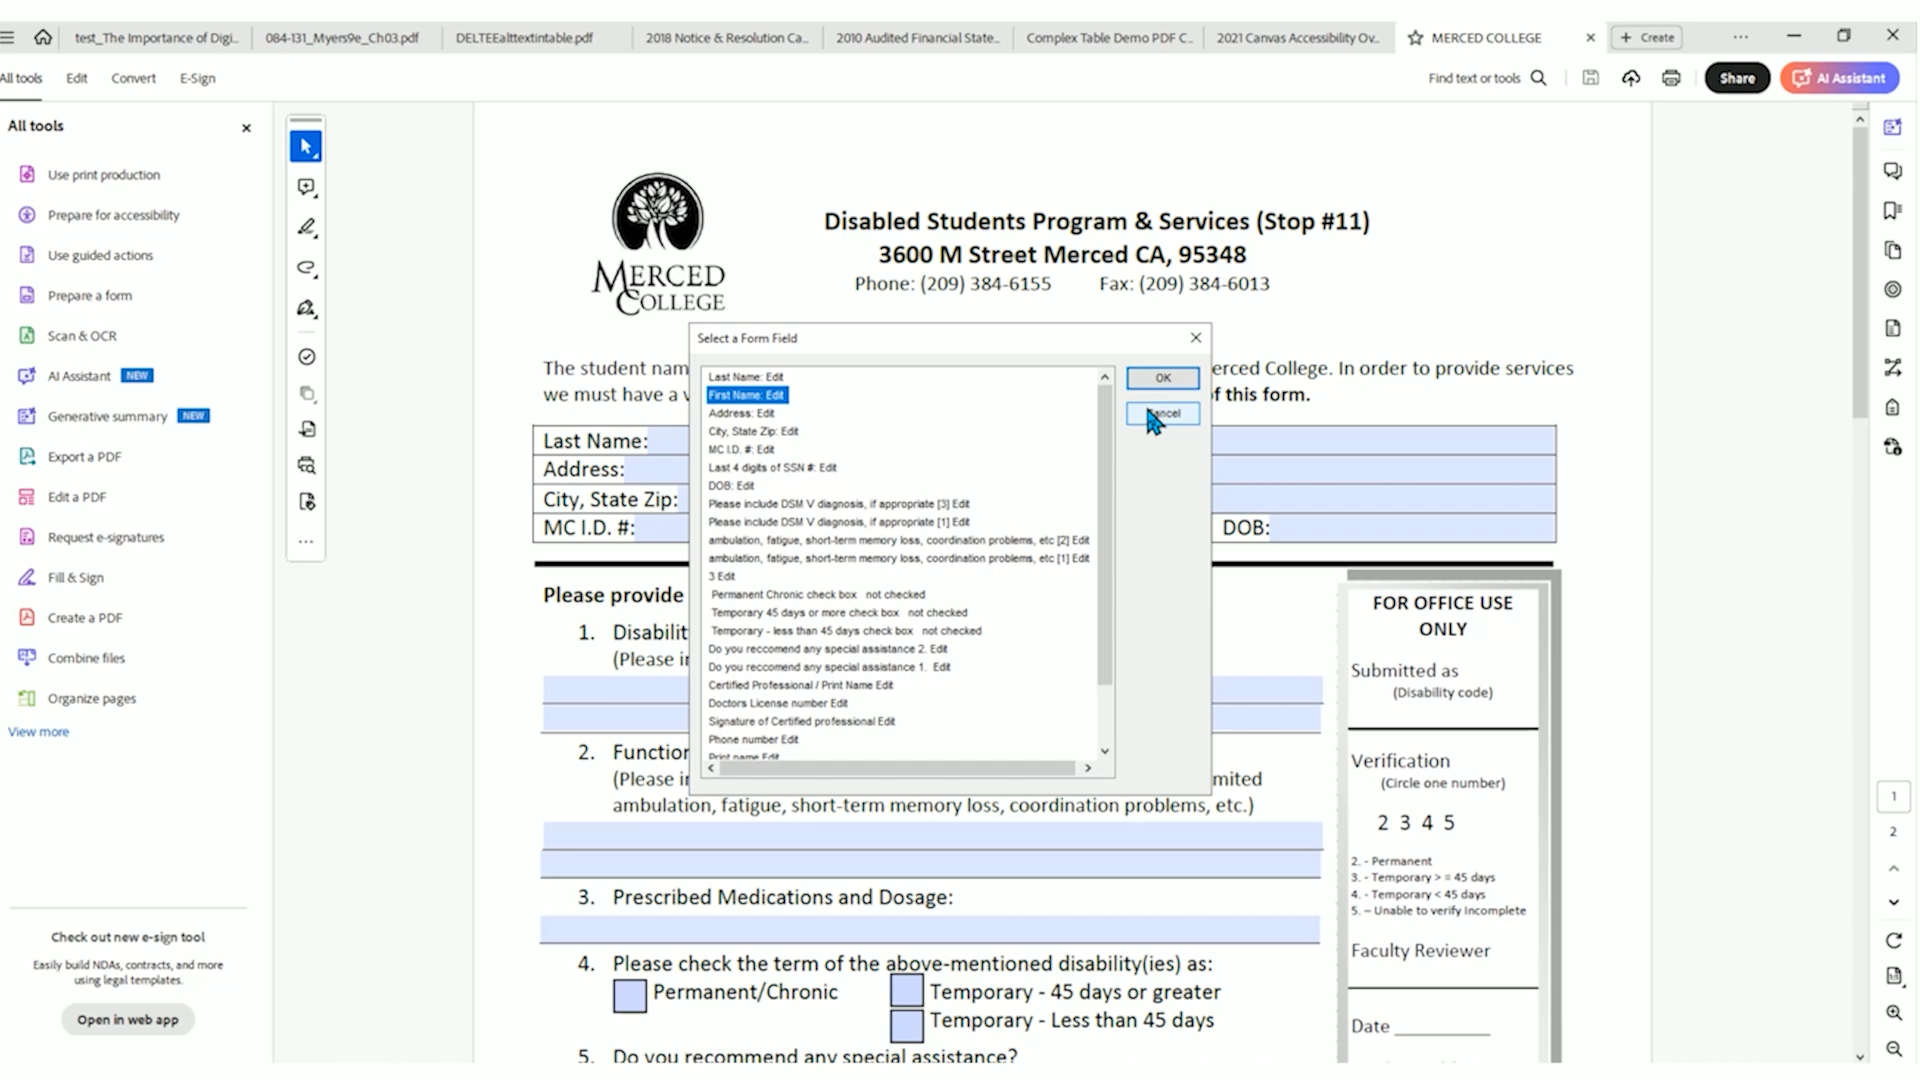 test_The Importance of Digi...
084-131_Myers9e_Ch03.pdf
DELTEEalttextintable.pdf
2018 Notice & Resolution Ca...
2010 Audited Financial State...
Complex Table Demo PDF C...
2021 Canvas Accessibility Ov...
MERCED COLLEGE
Create
All tools
Edit
Convert
E-Sign
Find text or tools
Share
AI Assistant
All tools
Use print production
Prepare for accessibility
Use guided actions
Prepare a form
Scan & OCR
AI Assistant NEW
Generative summary NEW
Export a PDF
Edit a PDF
Request e-signatures
Fill & Sign
Create a PDF
Combine files
Organize pages
View more
Check out new e-sign tool
Easily build NDAs, contracts, and more
using legal templates.
Open in web app
MERCED
COLLEGE
Disabled Students Program & Services (Stop #11)
3600 M Street Merced CA, 95348
Phone: (209) 384-6155 Fax: (209) 384-6013
The student nam
erced College. In order to provide services
we must have a v
f this form.
Last Name:
Address:
City, State Zip:
MC I.D. #:
DOB:
Select a Form Field
Last Name: Edit
First Name: Edit
Address: Edit
City, State Zip: Edit
MC I.D. #: Edit
Last 4 digits of SSN #: Edit
DOB: Edit
Please include DSM V diagnosis, if appropriate [3] Edit
Please include DSM V diagnosis, if appropriate [1] Edit
ambulation, fatigue, short-term memory loss, coordination problems, etc [2] Edit
ambulation, fatigue, short-term memory loss, coordination problems, etc [1] Edit
3 Edit
Permanent Chronic check box not checked
Temporary 45 days or more check box not checked
Temporary - less than 45 days check box not checked
Do you reccomend any special assistance 2. Edit
Do you reccomend any special assistance 1. Edit
Certified Professional / Print Name Edit
Doctors License number Edit
Signature of Certified professional Edit
Phone number Edit
Print name Edit
OK
Cancel
Please provide
1. Disabilit
(Please in
2. Function
(Please in
mited
ambulation, fatigue, short-term memory loss, coordination problems, etc.)
3. Prescribed Medications and Dosage:
4. Please check the term of the above-mentioned disability(ies) as:
Permanent/Chronic
Temporary - 45 days or greater
Temporary - Less than 45 days
5. Do you recommend any special assistance?
FOR OFFICE USE
ONLY
Submitted as
(Disability code)
Verification
(Circle one number)
2 3 4 5
2. - Permanent
3. - Temporary > = 45 days
4. - Temporary < 45 days
5. – Unable to verify Incomplete
Faculty Reviewer
Date __________
1
2